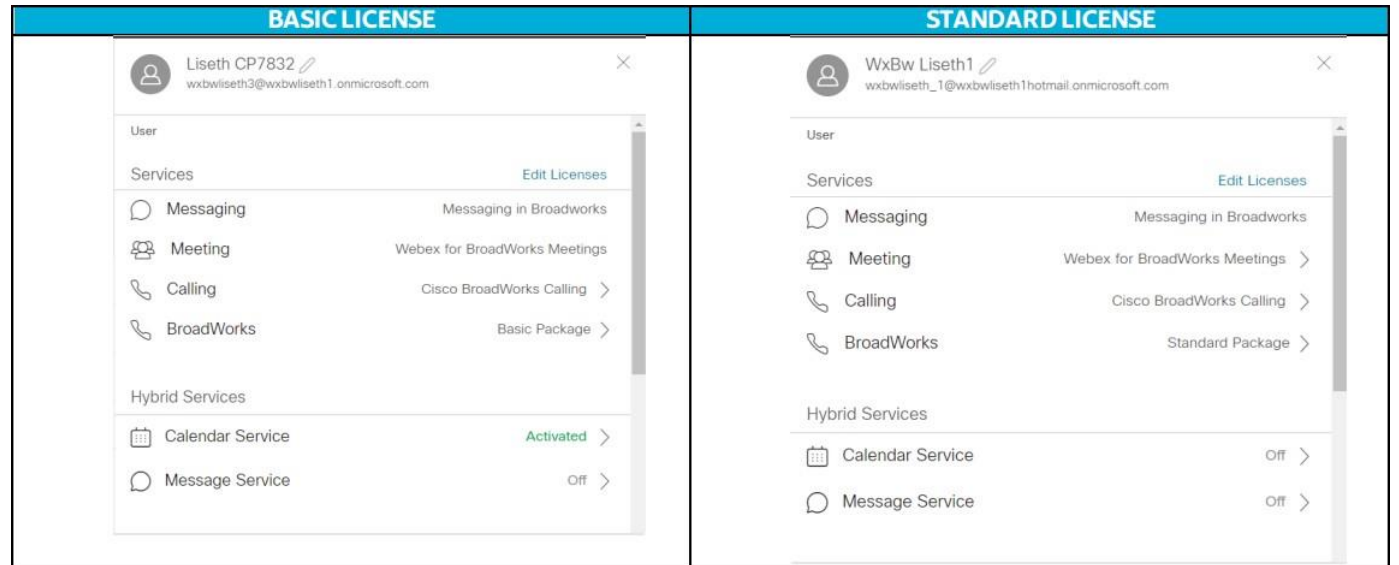 BASIC LICENSE
STANDARD LICENSE
Liseth CP7832
wxbwliseth3@wxbwliseth1.onmicrosoft.com
User
Services Edit Licenses
Messaging Messaging in Broadworks
Meeting Webex for BroadWorks Meetings
Calling Cisco BroadWorks Calling
BroadWorks Basic Package
Hybrid Services
Calendar Service Activated
Message Service Off
WxBw Liseth1
wxbwliseth_1@wxbwliseth1hotmail.onmicrosoft.com
User
Services Edit Licenses
Messaging Messaging in Broadworks
Meeting Webex for BroadWorks Meetings
Calling Cisco BroadWorks Calling
BroadWorks Standard Package
Hybrid Services
Calendar Service Off
Message Service Off